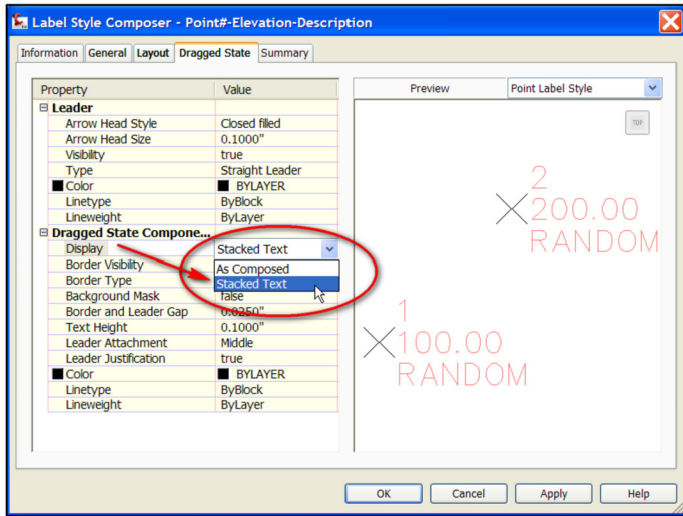 Label Style Composer - Point#-Elevation-Description
Information General Layout Dragged State Summary
Property Value
Leader
Arrow Head Style Closed filled
Arrow Head Size 0.1000"
Visibility true
Type Straight Leader
Color BYLAYER
Linetype ByBlock
Lineweight ByLayer
Dragged State Compone...
Display Stacked Text
As Composed
Border Visibility
Stacked Text
Border Type
Background Mask false
Border and Leader Gap 0.0250"
Text Height 0.1000"
Leader Attachment Middle
Leader Justification true
Color BYLAYER
Linetype ByBlock
Lineweight ByLayer
Preview Point Label Style
TOP
2
200.00
RANDOM
1
100.00
RANDOM
OK Cancel Apply Help